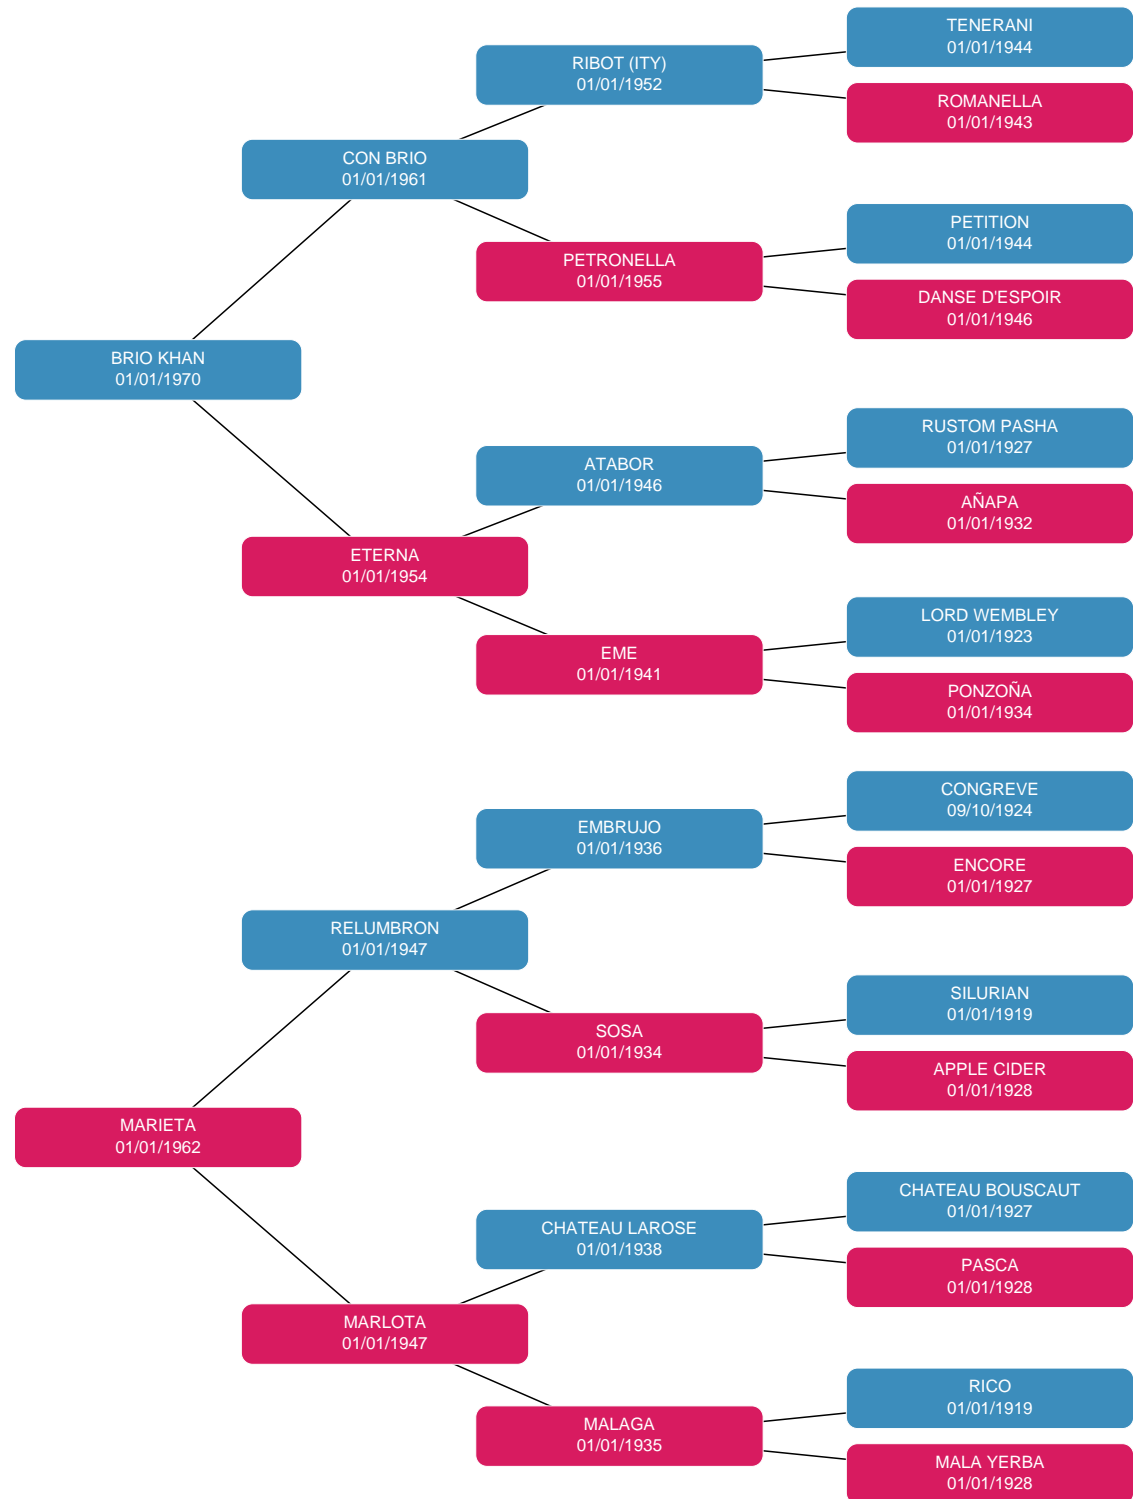 TENERANI
01/01/1944
RIBOT (ITY)
01/01/1952
ROMANELLA
01/01/1943
CON BRIO
01/01/1961
PETITION
01/01/1944
PETRONELLA
01/01/1955
DANSE D'ESPOIR
01/01/1946
BRIO KHAN
01/01/1970
RUSTOM PASHA
01/01/1927
ATABOR
01/01/1946
AÑAPA
01/01/1932
ETERNA
01/01/1954
LORD WEMBLEY
01/01/1923
EME
01/01/1941
PONZOÑA
01/01/1934
CONGREVE
09/10/1924
EMBRUJO
01/01/1936
ENCORE
01/01/1927
RELUMBRON
01/01/1947
SILURIAN
01/01/1919
SOSA
01/01/1934
APPLE CIDER
01/01/1928
MARIETA
01/01/1962
CHATEAU BOUSCAUT
01/01/1927
CHATEAU LAROSE
01/01/1938
PASCA
01/01/1928
MARLOTA
01/01/1947
RICO
01/01/1919
MALAGA
01/01/1935
MALA YERBA
01/01/1928